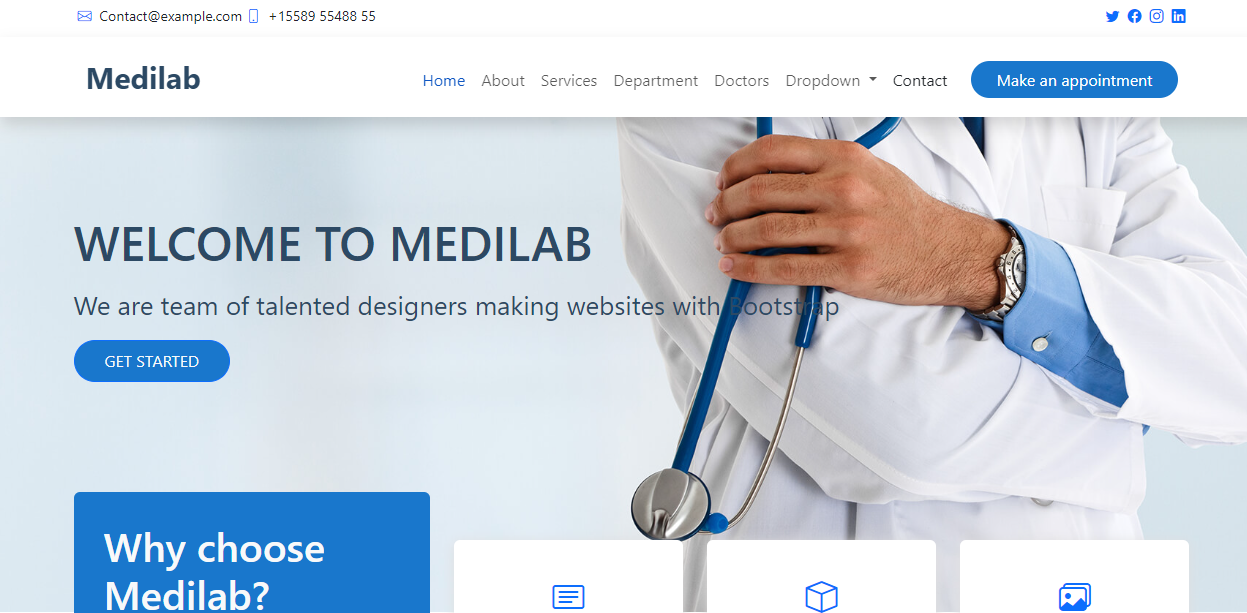 Contact@example.com +15589 55488 55
Medilab
Home About Services Department Doctors Dropdown Contact Make an appointment
WELCOME TO MEDILAB
We are team of talented designers making websites with Bootstrap
GET STARTED
Why choose
Medilab?